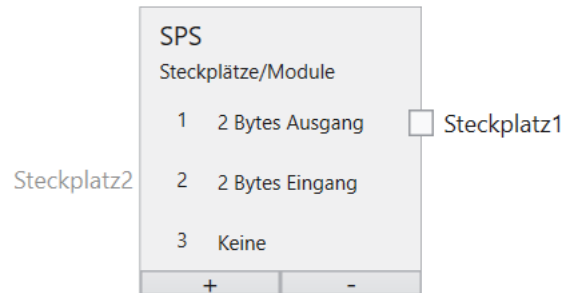 SPS
Steckplätze/Module
1 2 Bytes Ausgang Steckplatz1
Steckplatz2 2 2 Bytes Eingang
3 Keine
+ -